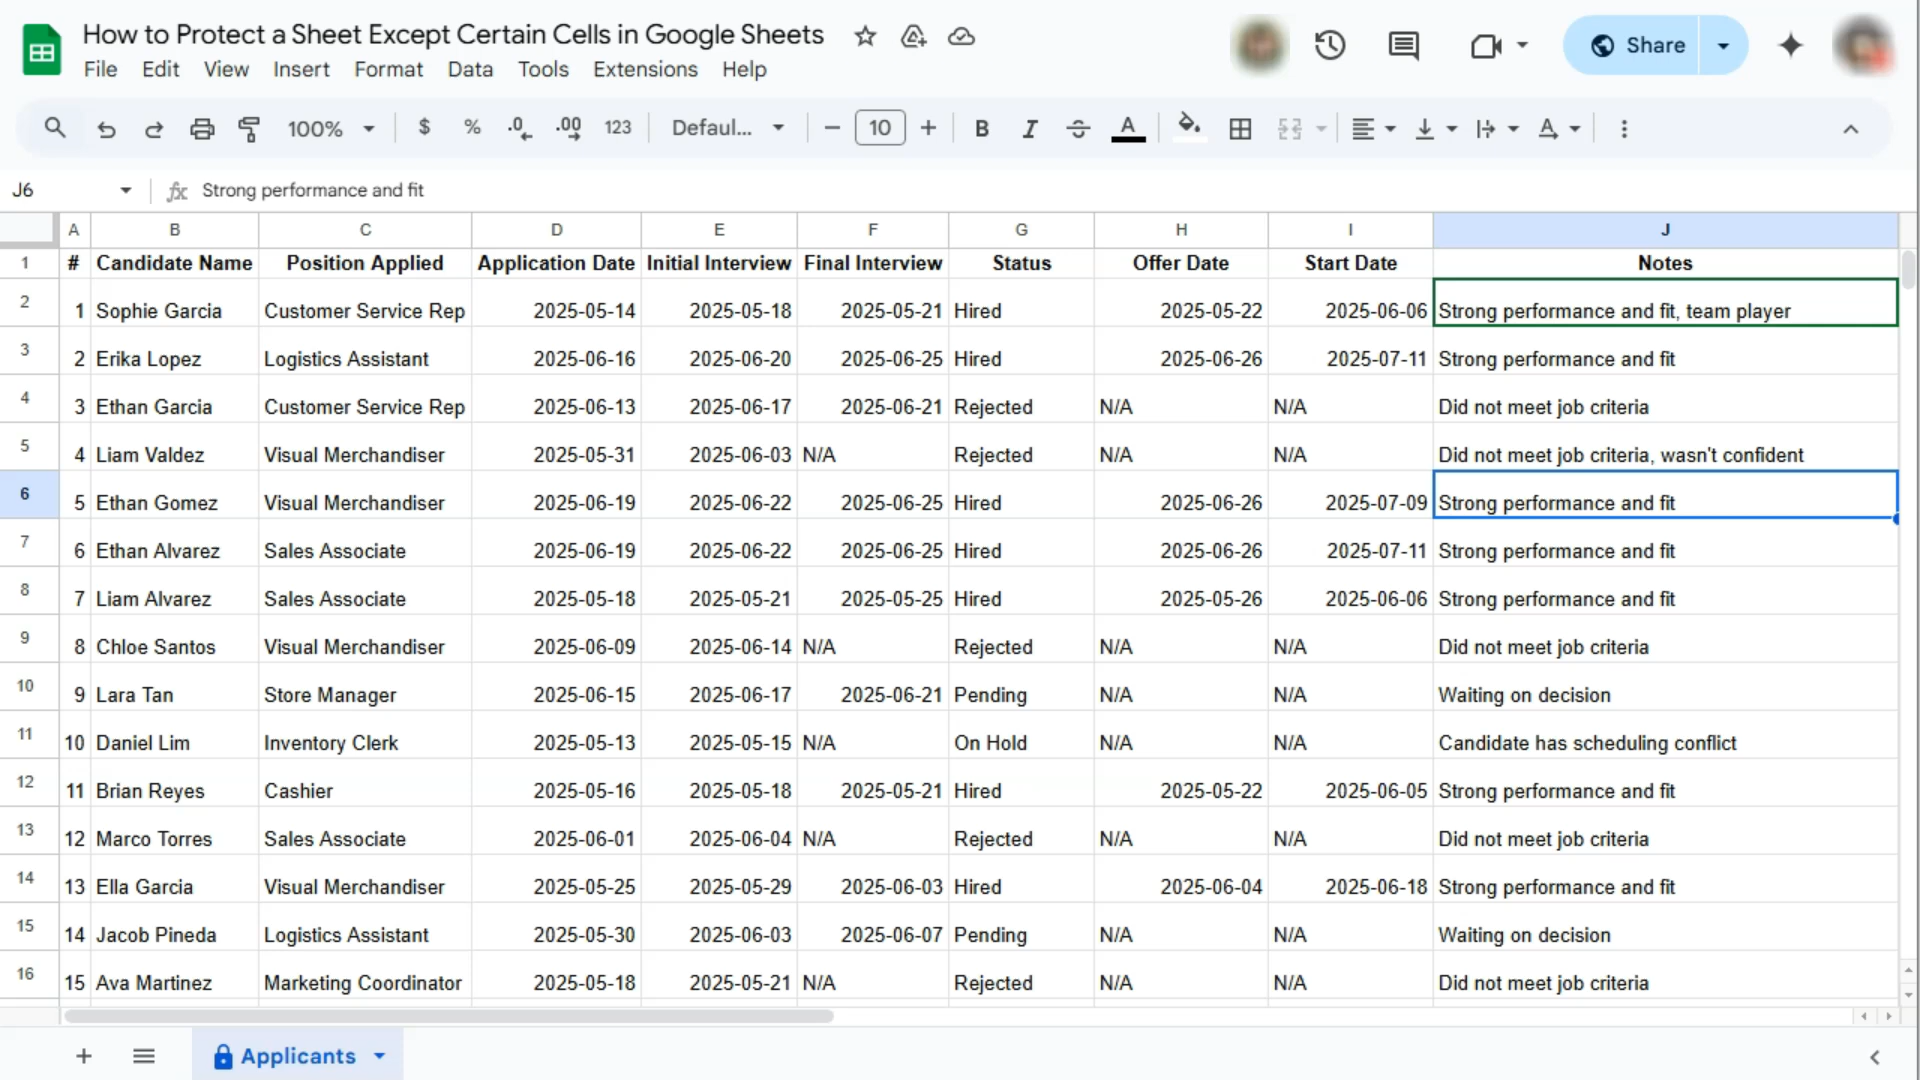 How to Protect a Sheet Except Certain Cells in Google Sheets
File Edit View Insert Format Data Tools Extensions Help
Share
100% $ % .0 .00 123 Defaul... 10 B I A A
J6 fx Strong performance and fit
A B C D E F G H I J
1 # Candidate Name Position Applied Application Date Initial Interview Final Interview Status Offer Date Start Date Notes
2 1 Sophie Garcia Customer Service Rep 2025-05-14 2025-05-18 2025-05-21 Hired 2025-05-22 2025-06-06 Strong performance and fit, team player
3 2 Erika Lopez Logistics Assistant 2025-06-16 2025-06-20 2025-06-25 Hired 2025-06-26 2025-07-11 Strong performance and fit
4 3 Ethan Garcia Customer Service Rep 2025-06-13 2025-06-17 2025-06-21 Rejected N/A N/A Did not meet job criteria
5 4 Liam Valdez Visual Merchandiser 2025-05-31 2025-06-03 N/A Rejected N/A N/A Did not meet job criteria, wasn't confident
6 5 Ethan Gomez Visual Merchandiser 2025-06-19 2025-06-22 2025-06-25 Hired 2025-06-26 2025-07-09 Strong performance and fit
7 6 Ethan Alvarez Sales Associate 2025-06-19 2025-06-22 2025-06-25 Hired 2025-06-26 2025-07-11 Strong performance and fit
8 7 Liam Alvarez Sales Associate 2025-05-18 2025-05-21 2025-05-25 Hired 2025-05-26 2025-06-06 Strong performance and fit
9 8 Chloe Santos Visual Merchandiser 2025-06-09 2025-06-14 N/A Rejected N/A N/A Did not meet job criteria
10 9 Lara Tan Store Manager 2025-06-15 2025-06-17 2025-06-21 Pending N/A N/A Waiting on decision
11 10 Daniel Lim Inventory Clerk 2025-05-13 2025-05-15 N/A On Hold N/A N/A Candidate has scheduling conflict
12 11 Brian Reyes Cashier 2025-05-16 2025-05-18 2025-05-21 Hired 2025-05-22 2025-06-05 Strong performance and fit
13 12 Marco Torres Sales Associate 2025-06-01 2025-06-04 N/A Rejected N/A N/A Did not meet job criteria
14 13 Ella Garcia Visual Merchandiser 2025-05-25 2025-05-29 2025-06-03 Hired 2025-06-04 2025-06-18 Strong performance and fit
15 14 Jacob Pineda Logistics Assistant 2025-05-30 2025-06-03 2025-06-07 Pending N/A N/A Waiting on decision
16 15 Ava Martinez Marketing Coordinator 2025-05-18 2025-05-21 N/A Rejected N/A N/A Did not meet job criteria
Applicants